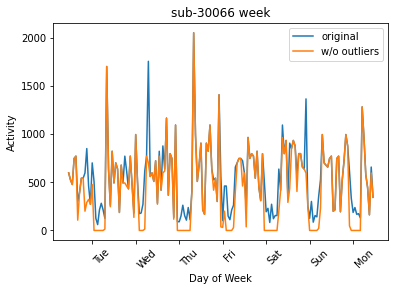 sub-30066 week
original
w/o outliers
Activity
2000
1500
1000
500
0
Tue
Wed
Thu
Fri
Sat
Sun
Mon
Day of Week